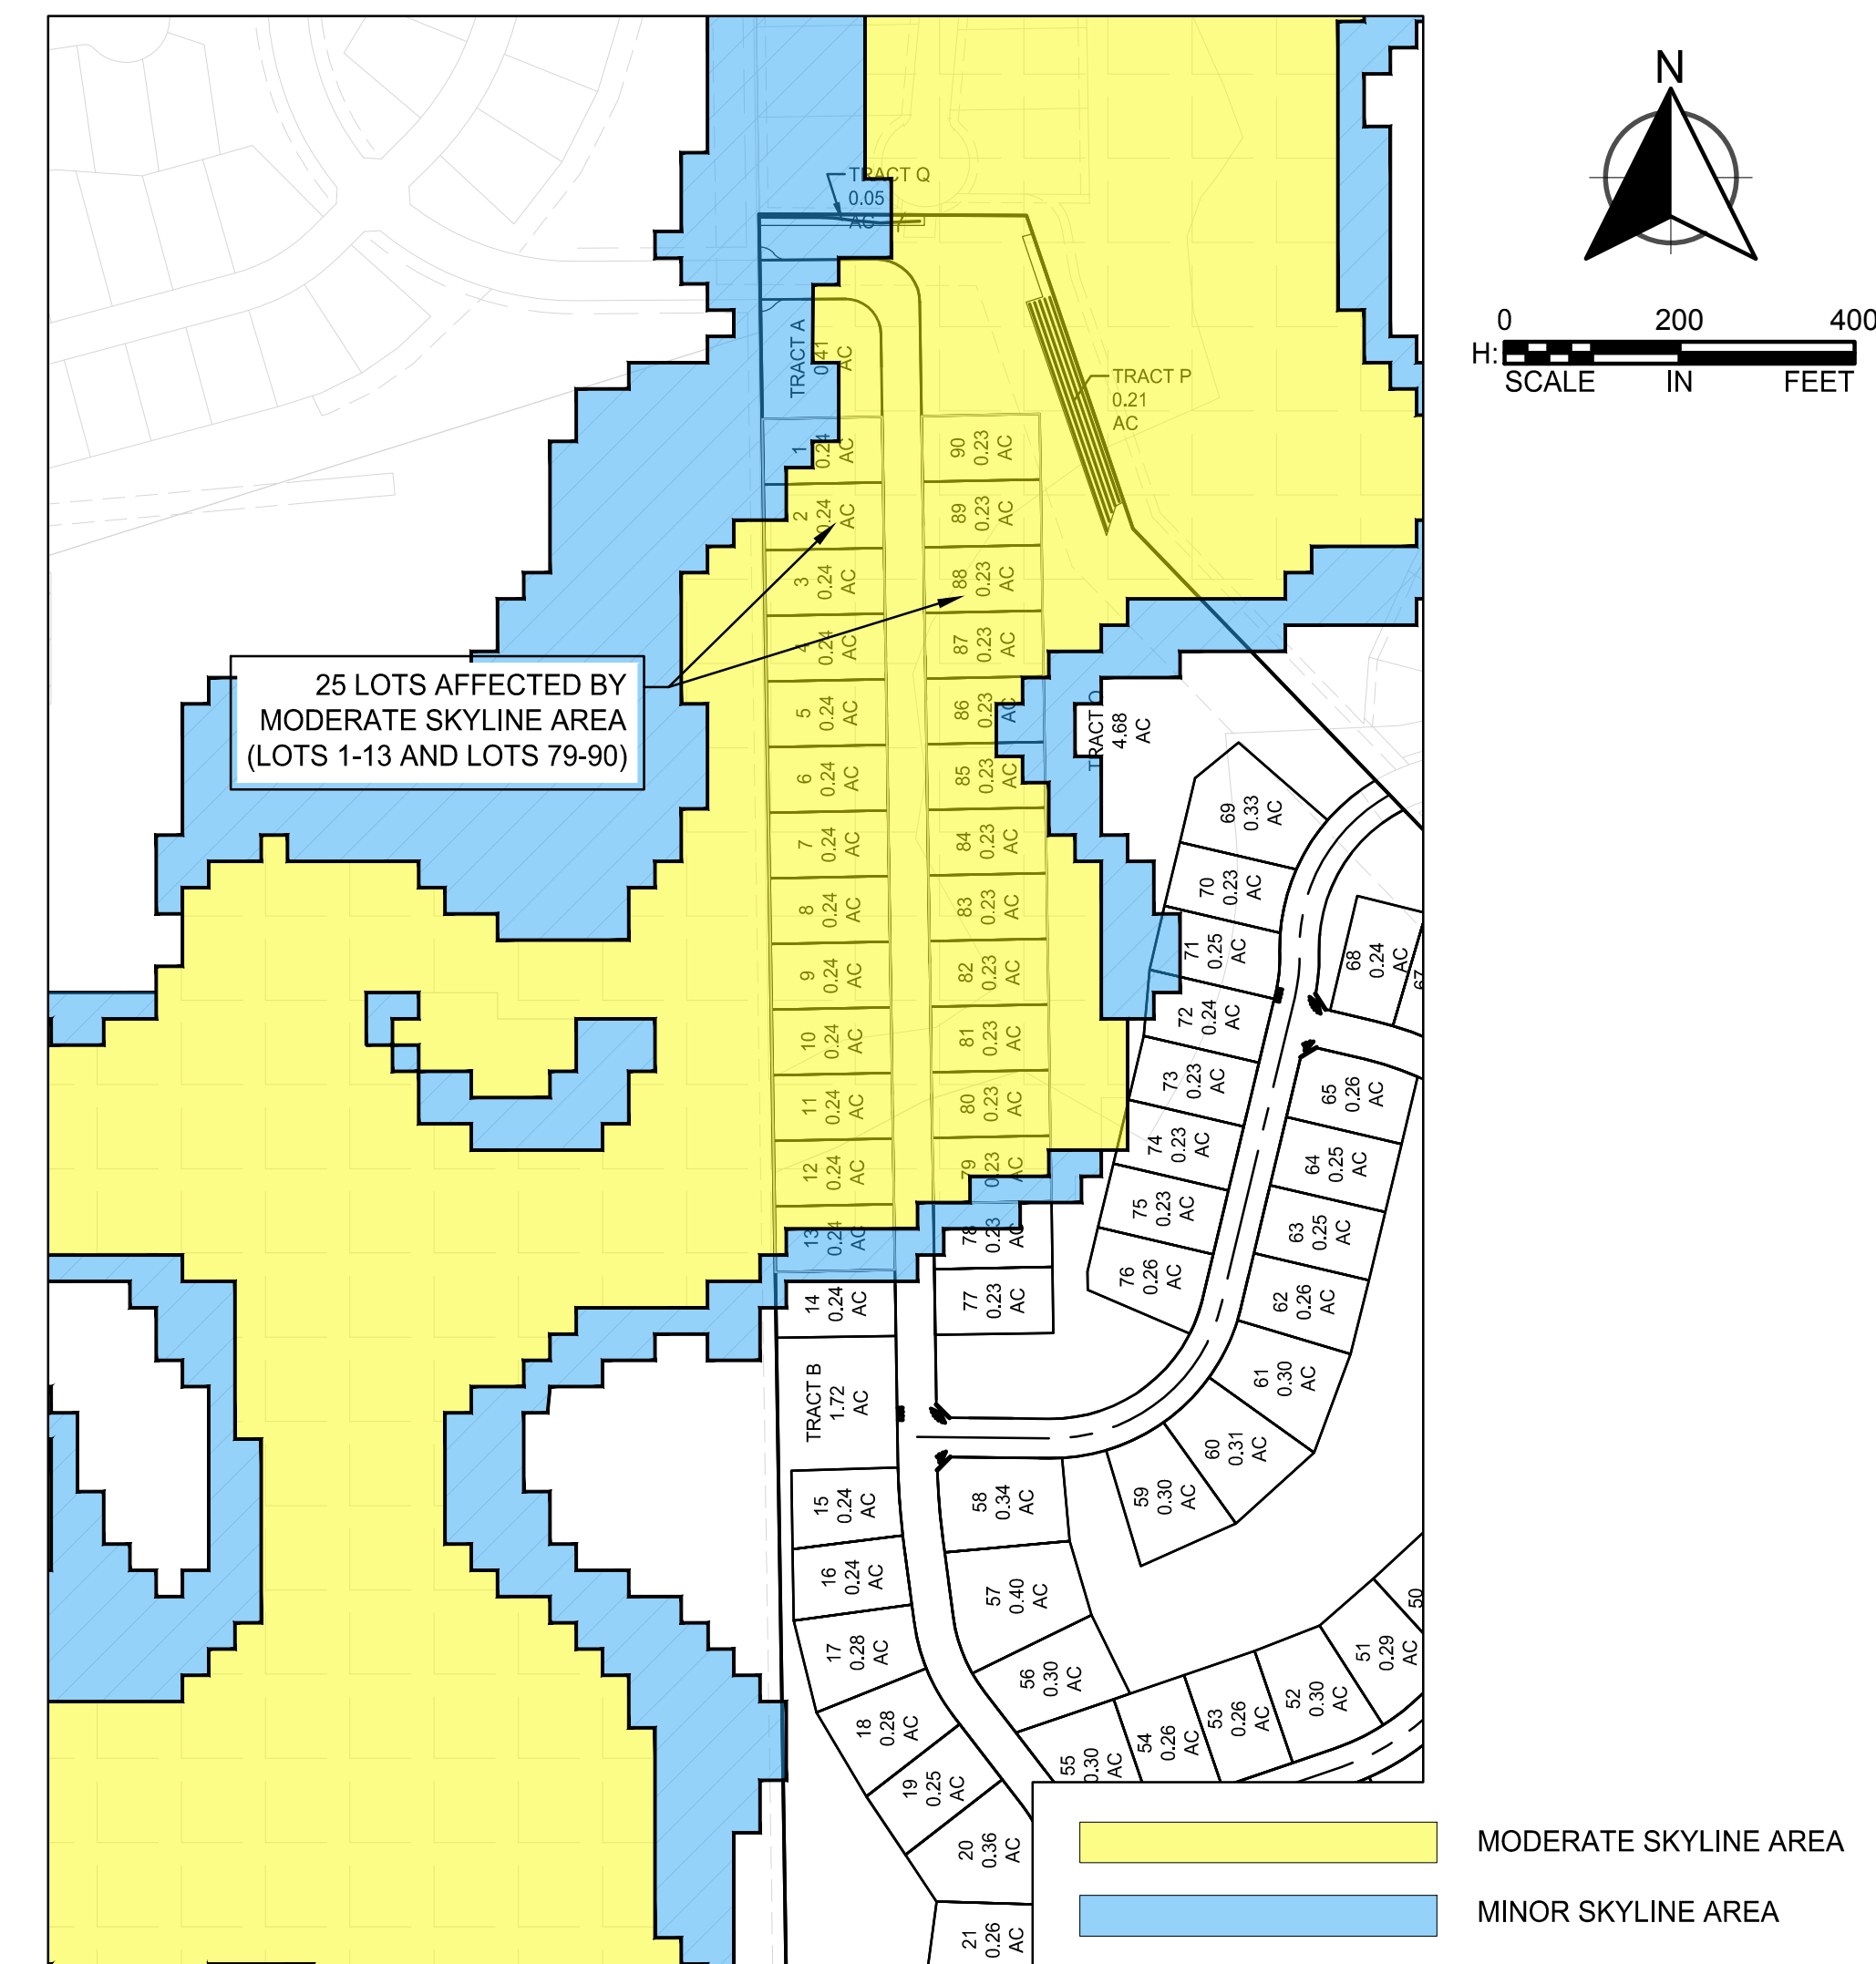 N
0 200 400
H:
SCALE IN FEET
TRACT Q
0.05
AC
TRACT A
0.41
AC
TRACT P
0.21
AC
1
0.24
AC
90
0.23
AC
2
0.24
AC
89
0.23
AC
3
0.24
AC
88
0.23
AC
4
0.24
AC
87
0.23
AC
25 LOTS AFFECTED BY
MODERATE SKYLINE AREA
(LOTS 1-13 AND LOTS 79-90)
5
0.24
AC
86
0.23
AC
TRACT O
4.68
AC
6
0.24
AC
85
0.23
AC
69
0.33
AC
7
0.24
AC
84
0.23
AC
70
0.23
AC
8
0.24
AC
83
0.23
AC
71
0.25
AC
68
0.24
AC
67
9
0.24
AC
82
0.23
AC
72
0.24
AC
10
0.24
AC
81
0.23
AC
73
0.23
AC
65
0.26
AC
11
0.24
AC
80
0.23
AC
74
0.23
AC
64
0.25
AC
12
0.24
AC
79
0.23
AC
75
0.23
AC
63
0.25
AC
13
0.24
AC
78
0.23
AC
76
0.26
AC
62
0.26
AC
14
0.24
AC
77
0.23
AC
61
0.30
AC
TRACT B
1.72
AC
60
0.31
AC
15
0.24
AC
58
0.34
AC
59
0.30
AC
16
0.24
AC
57
0.40
AC
50
17
0.28
AC
56
0.30
AC
51
0.29
AC
18
0.28
AC
55
0.30
AC
54
0.26
AC
53
0.26
AC
52
0.30
AC
19
0.25
AC
20
0.36
AC
21
0.26
AC
MODERATE SKYLINE AREA
MINOR SKYLINE AREA